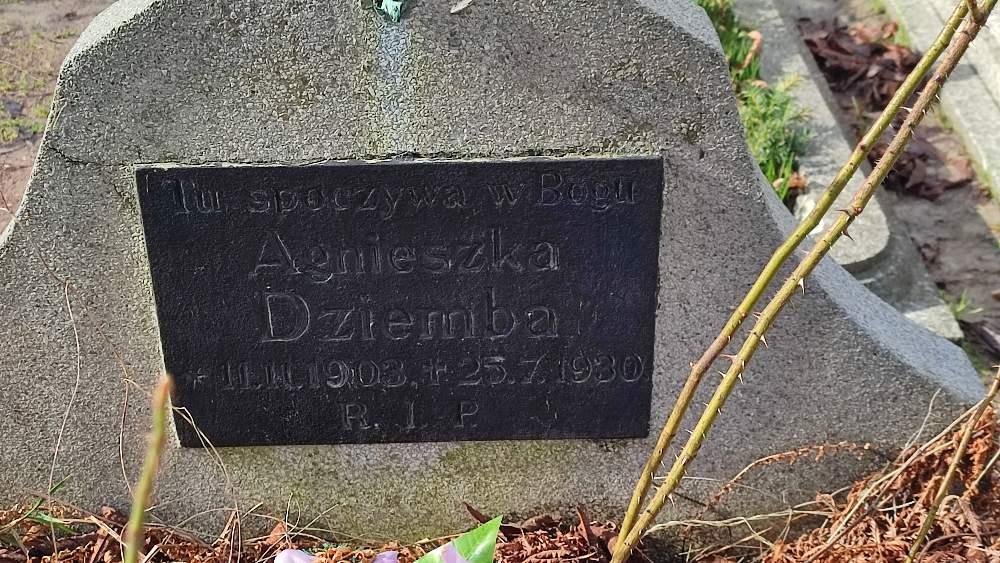 Tu spoczywa w Bogu
Agnieszka
Dziemba
* 11.11.1903. + 25.7.1930
R. I. P.